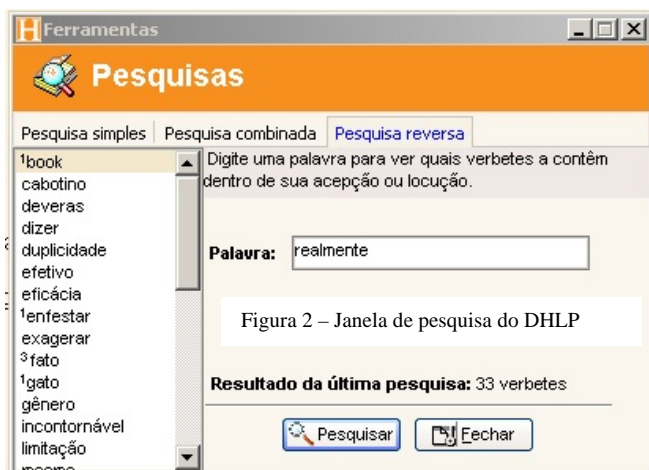 Ferramentas
Pesquisas
Pesquisa simples Pesquisa combinada Pesquisa reversa
¹book
cabotino
deveras
dizer
duplicidade
efetivo
eficácia
¹enfestar
exagerar
³fato
¹gato
gênero
incontornável
limitação
Digite uma palavra para ver quais verbetes a contêm
dentro de sua acepção ou locução.
Palavra: realmente
Figura 2 – Janela de pesquisa do DHLP
Resultado da última pesquisa: 33 verbetes
Pesquisar Fechar